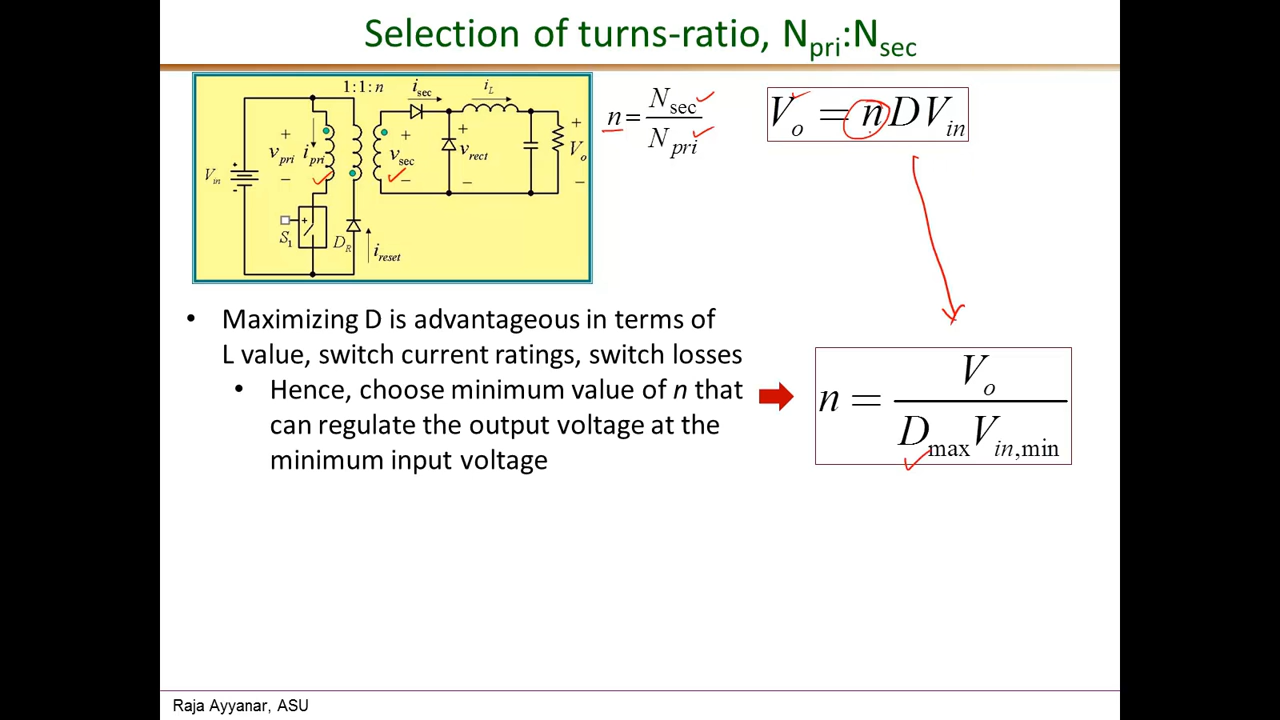 Selection of turns-ratio, Npri:Nsec
1:1:n
isec
iL
+
+
+
+
vpri
ipri
vsec
vrect
Vo
Vin
+
-
−
−
−
−
+
S1
DR
ireset
n = Nsec / Npri
Vo = nDVin
• Maximizing D is advantageous in terms of
L value, switch current ratings, switch losses
• Hence, choose minimum value of n that
can regulate the output voltage at the
minimum input voltage
n = Vo / Dmax Vin,min
Raja Ayyanar, ASU